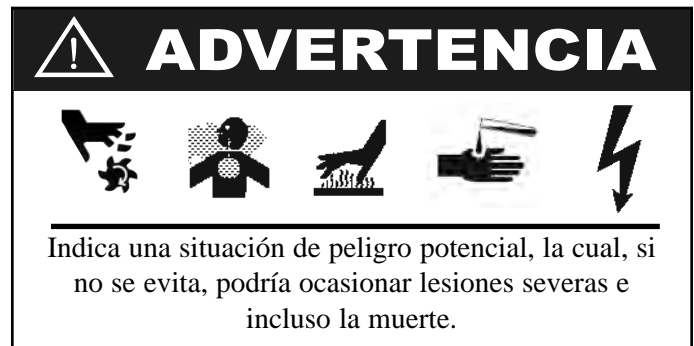 ADVERTENCIA
Indica una situación de peligro potencial, la cual, si
no se evita, podría ocasionar lesiones severas e
incluso la muerte.